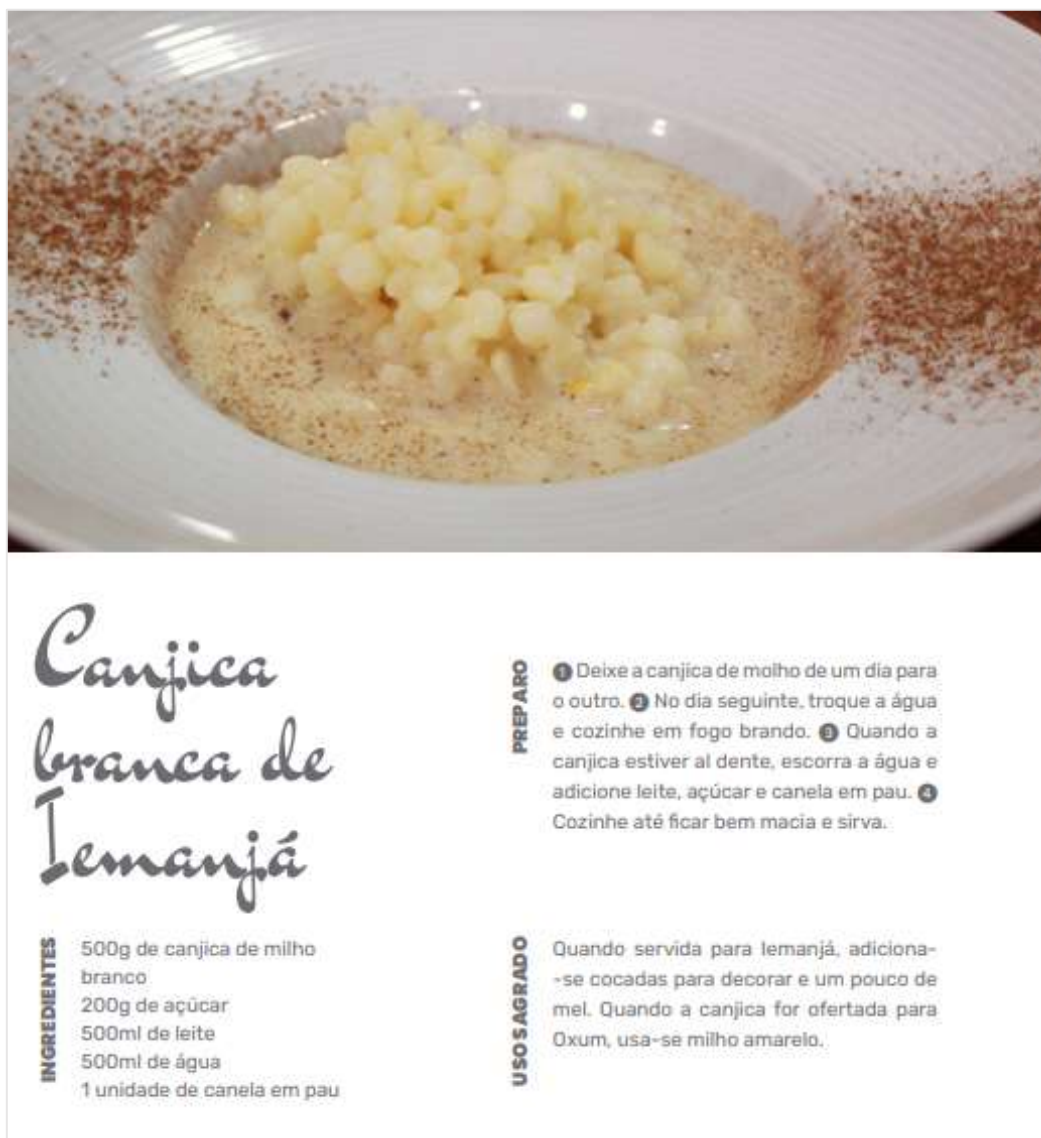 Canjica
branca de
Iemanjá
INGREDIENTES
500g de canjica de milho
branco
200g de açúcar
500ml de leite
500ml de água
1 unidade de canela em pau
PREPARO
1 Deixe a canjica de molho de um dia para
o outro. 2 No dia seguinte, troque a água
e cozinhe em fogo brando. 3 Quando a
canjica estiver al dente, escorra a água e
adicione leite, açúcar e canela em pau. 4
Cozinhe até ficar bem macia e sirva.
USO SAGRADO
Quando servida para Iemanjá, adiciona-
-se cocadas para decorar e um pouco de
mel. Quando a canjica for ofertada para
Oxum, usa-se milho amarelo.